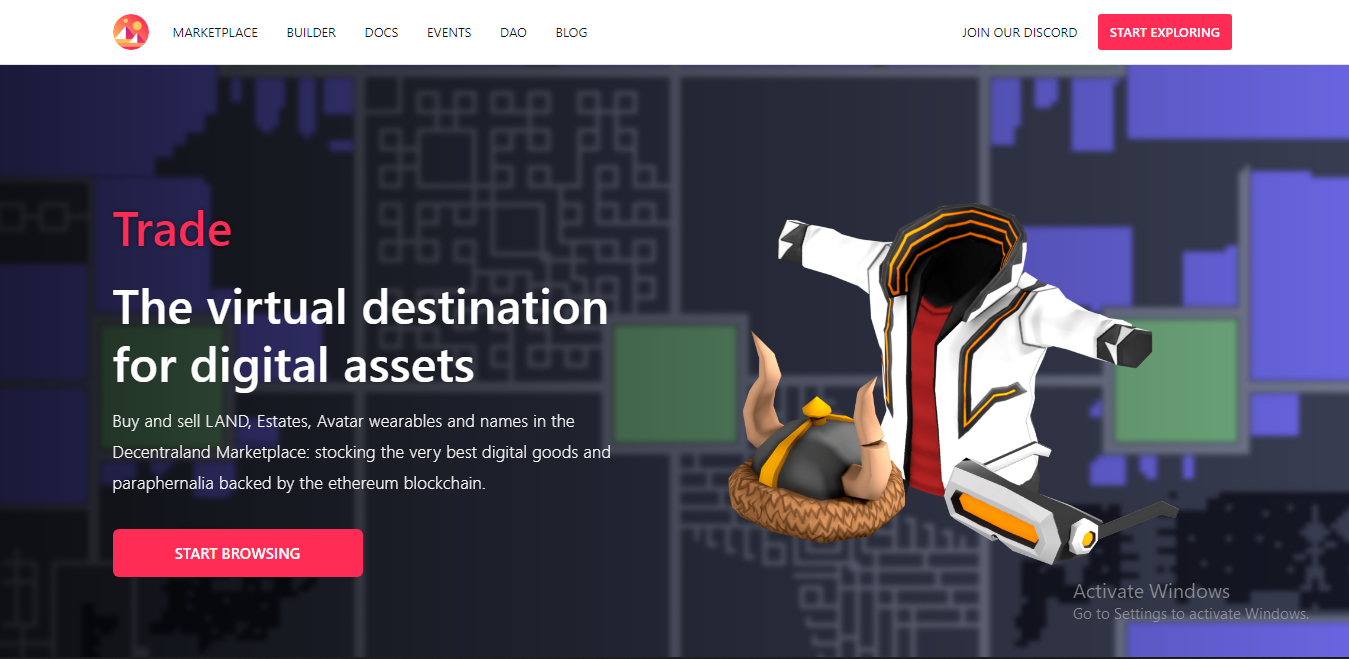 MARKETPLACE BUILDER DOCS EVENTS DAO BLOG JOIN OUR DISCORD START EXPLORING
Trade
The virtual destination
for digital assets
Buy and sell LAND, Estates, Avatar wearables and names in the
Decentraland Marketplace: stocking the very best digital goods and
paraphernalia backed by the ethereum blockchain.
START BROWSING
Activate Windows
Go to Settings to activate Windows.